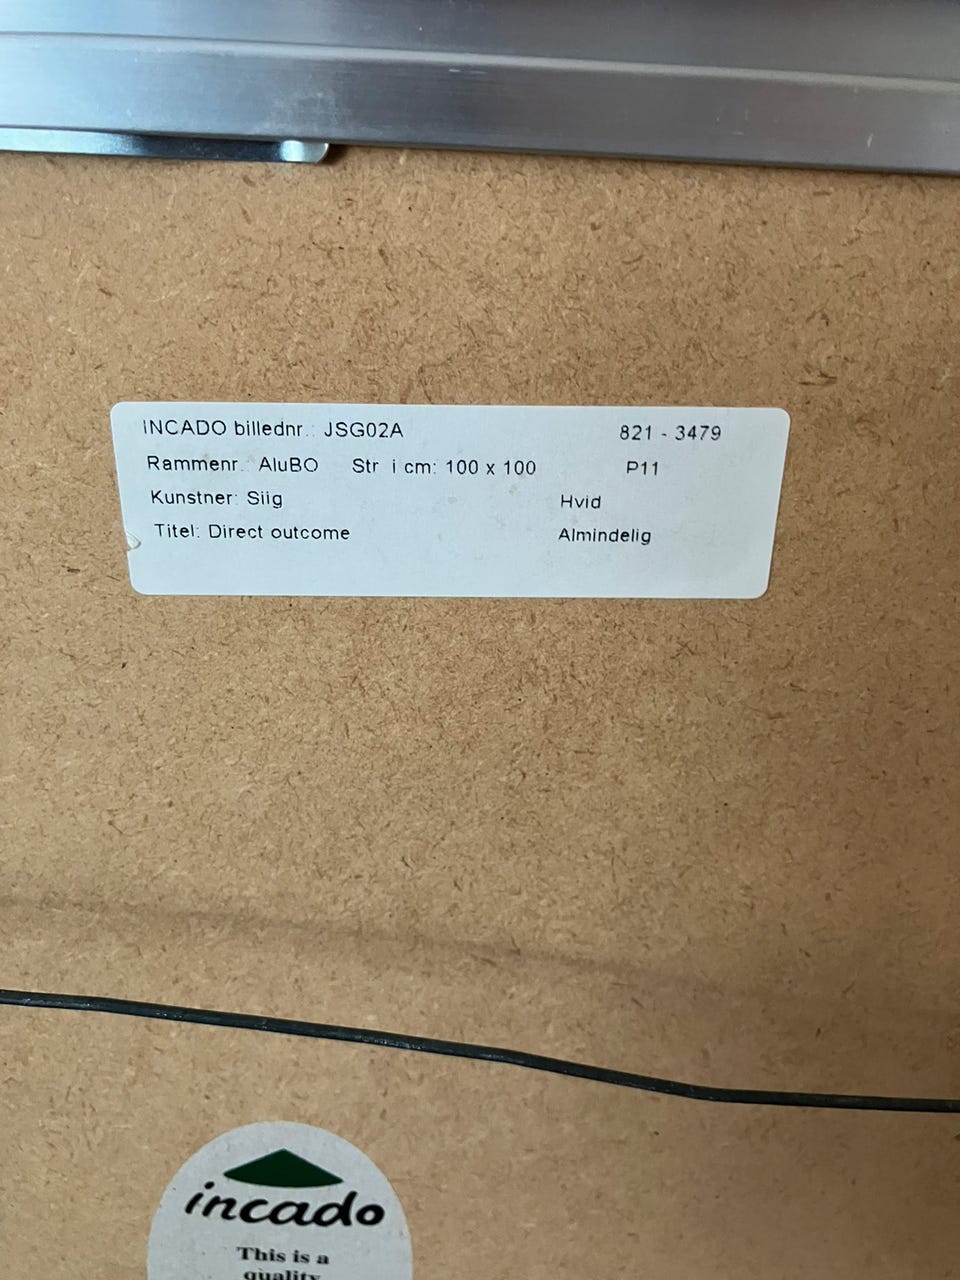 INCADO billednr.: JSG02A 821 - 3479
Rammenr. AluBO Str i cm: 100 x 100 P11
Kunstner: Siig Hvid
Titel: Direct outcome Almindelig
incado
This is a
quality